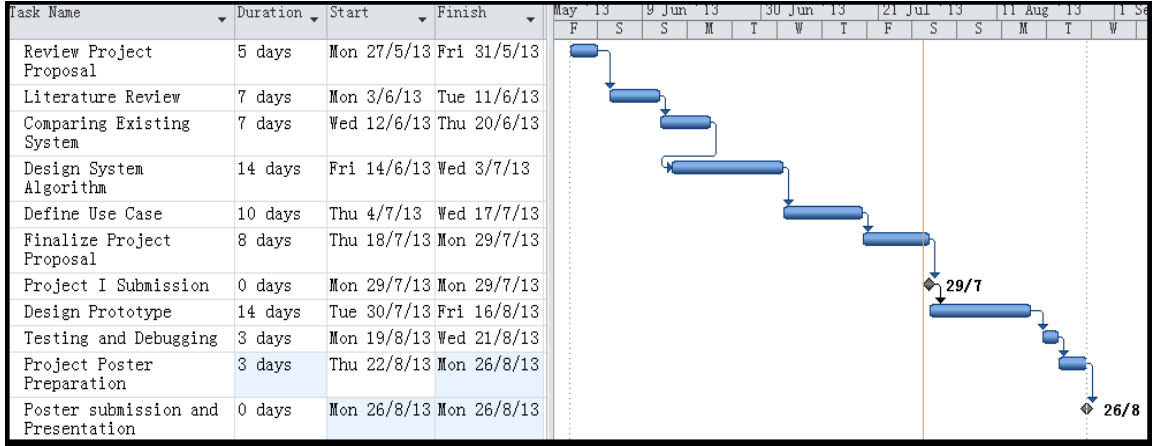 Task Name Duration Start Finish May '13 9 Jun '13 30 Jun '13 21 Jul '13 11 Aug '13 1 Se
F S S M T W T F S S M T W
Review Project 5 days Mon 27/5/13 Fri 31/5/13
Proposal
Literature Review 7 days Mon 3/6/13 Tue 11/6/13
Comparing Existing 7 days Wed 12/6/13 Thu 20/6/13
System
Design System 14 days Fri 14/6/13 Wed 3/7/13
Algorithm
Define Use Case 10 days Thu 4/7/13 Wed 17/7/13
Finalize Project 8 days Thu 18/7/13 Mon 29/7/13
Proposal
Project I Submission 0 days Mon 29/7/13 Mon 29/7/13 29/7
Design Prototype 14 days Tue 30/7/13 Fri 16/8/13
Testing and Debugging 3 days Mon 19/8/13 Wed 21/8/13
Project Poster 3 days Thu 22/8/13 Mon 26/8/13
Preparation
Poster submission and 0 days Mon 26/8/13 Mon 26/8/13 26/8
Presentation